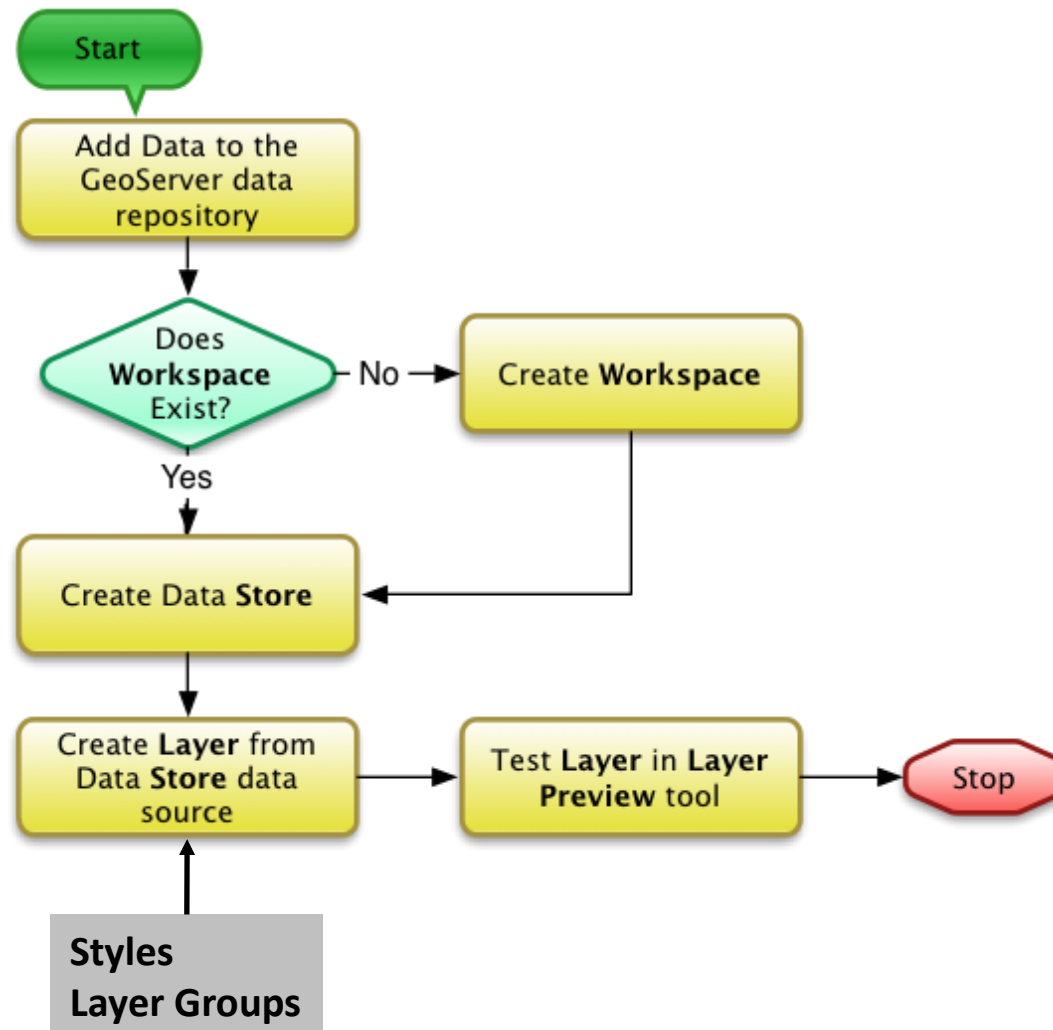 Start
Add Data to the
GeoServer data
repository
Does
Workspace
Exist?
No
Create Workspace
Yes
Create Data Store
Create Layer from
Data Store data
source
Test Layer in Layer
Preview tool
Stop
Styles
Layer Groups